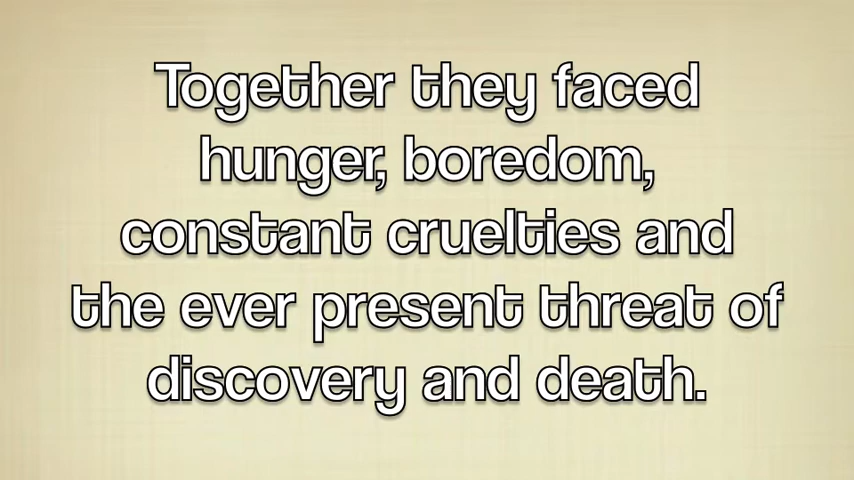 Together they faced
hunger, boredom,
constant cruelties and
the ever present threat of
discovery and death.